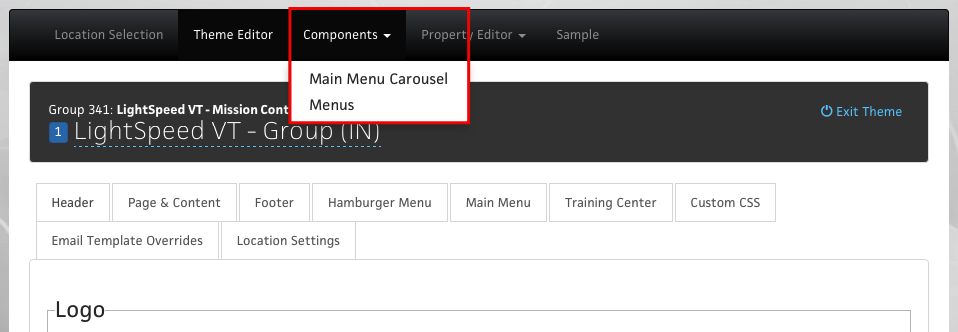 Location Selection Theme Editor Components Property Editor Sample
Main Menu Carousel
Menus
Group 341: LightSpeed VT - Mission Cont
Exit Theme
1 LightSpeed VT - Group (IN)
Header Page & Content Footer Hamburger Menu Main Menu Training Center Custom CSS
Email Template Overrides Location Settings
Logo